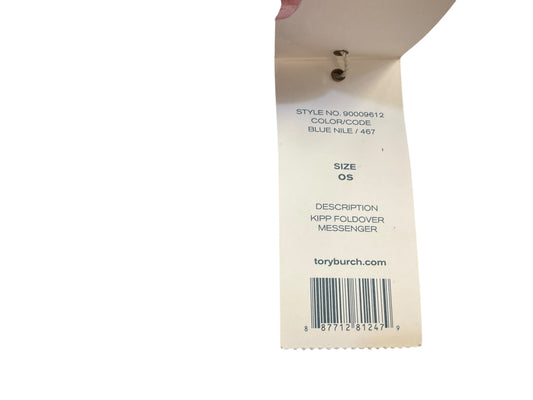 STYLE NO. 90009612
COLOR/CODE
BLUE NILE / 467
SIZE
OS
DESCRIPTION
KIPP FOLDOVER
MESSENGER
toryburch.com
8 87712 81247 9